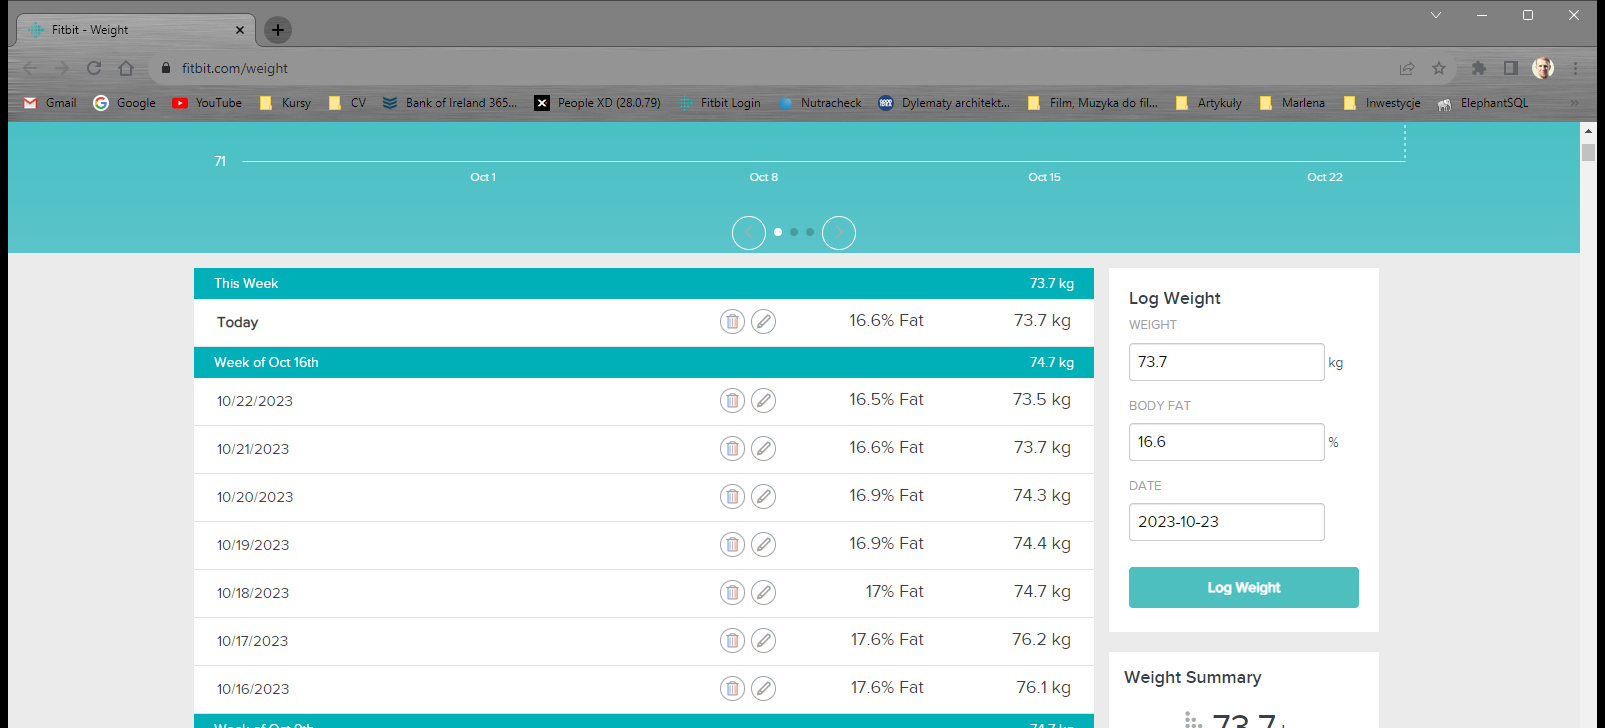 Fitbit - Weight
fitbit.com/weight
Gmail Google YouTube Kursy CV Bank of Ireland 365... People XD (28.0.79) Fitbit Login Nutracheck Dylematy architekt... Film, Muzyka do fil... Artykuły Marlena Inwestycje ElephantSQL
71
Oct 1 Oct 8 Oct 15 Oct 22
This Week 73.7 kg
Today 16.6% Fat 73.7 kg
Week of Oct 16th 74.7 kg
10/22/2023 16.5% Fat 73.5 kg
10/21/2023 16.6% Fat 73.7 kg
10/20/2023 16.9% Fat 74.3 kg
10/19/2023 16.9% Fat 74.4 kg
10/18/2023 17% Fat 74.7 kg
10/17/2023 17.6% Fat 76.2 kg
10/16/2023 17.6% Fat 76.1 kg
Week of Oct 9th 74.7 kg
Log Weight
WEIGHT
73.7 kg
BODY FAT
16.6 %
DATE
2023-10-23
Log Weight
Weight Summary
73.7